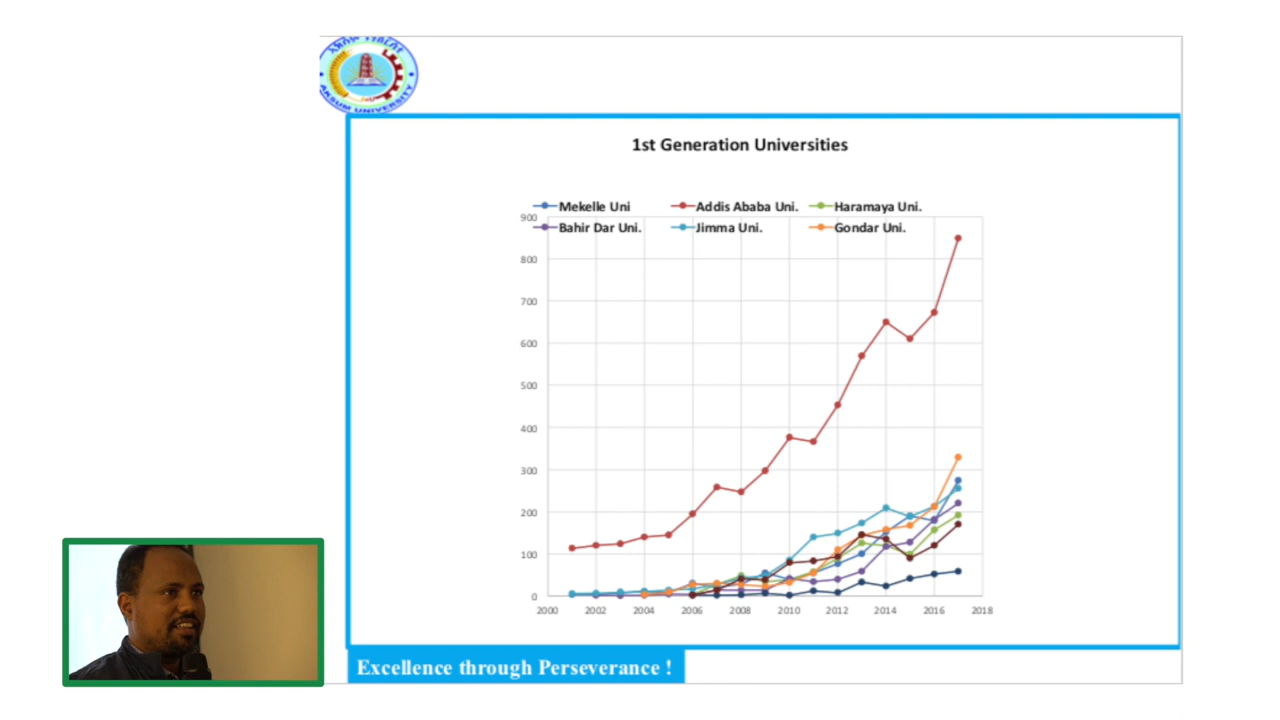 AKSUM UNIVERSITY
1st Generation Universities
Mekelle Uni Addis Ababa Uni. Haramaya Uni.
Bahir Dar Uni. Jimma Uni. Gondar Uni.
900
800
700
600
500
400
300
200
100
0
2000 2002 2004 2006 2008 2010 2012 2014 2016 2018
Excellence through Perseverance !